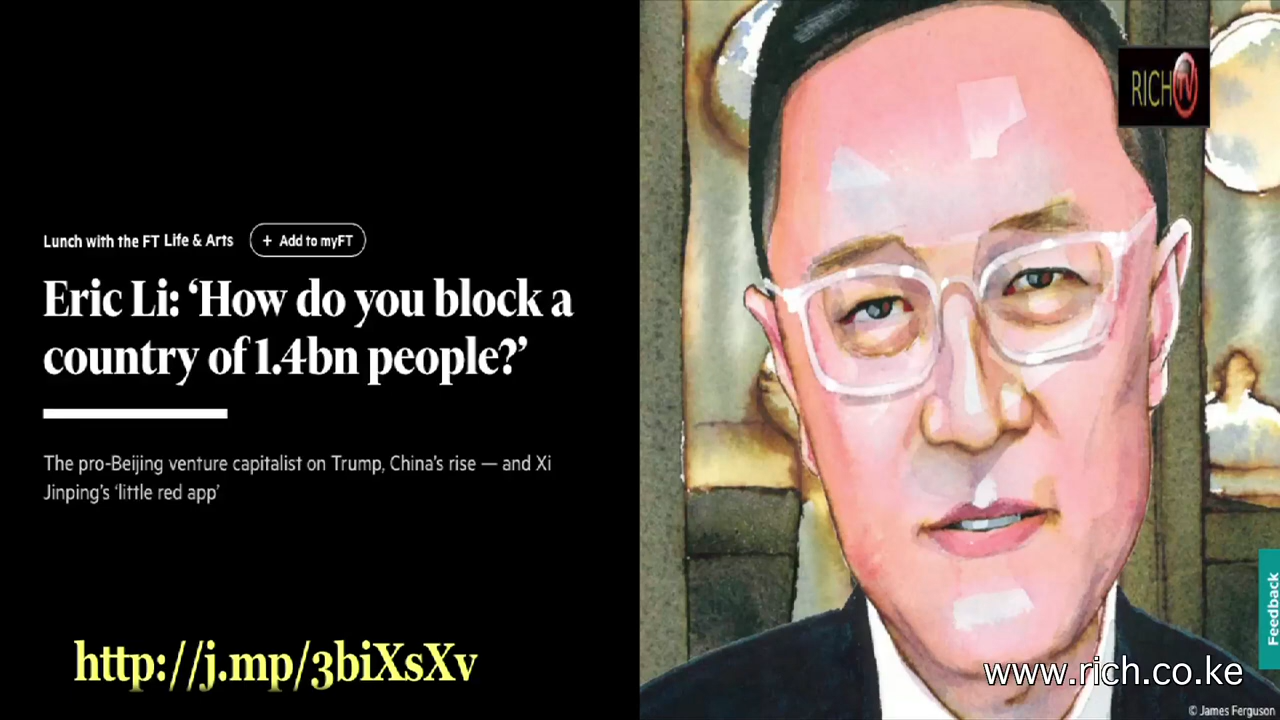 Lunch with the FT Life & Arts
+ Add to myFT
Eric Li: ‘How do you block a
country of 1.4bn people?’
The pro-Beijing venture capitalist on Trump, China’s rise — and Xi
Jinping’s ‘little red app’
http://j.mp/3biXsXv
RICH TV
Feedback
www.rich.co.ke
© James Ferguson